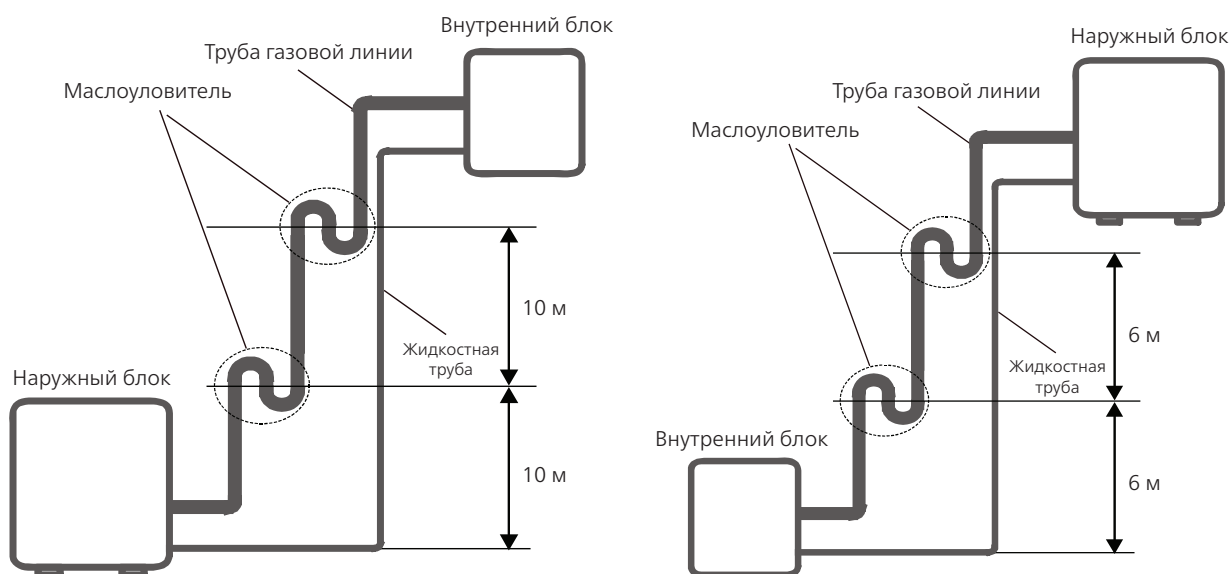 Внутренний блок
Труба газовой линии
Маслоуловитель
10 м
Жидкостная
труба
Наружный блок
10 м
Наружный блок
Труба газовой линии
Маслоуловитель
6 м
Жидкостная
труба
Внутренний блок
6 м